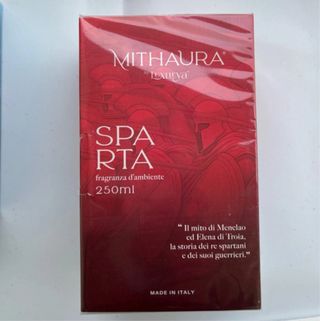 MITHAURA®
Luxurya®
SPA
RTA
fragranza d'ambiente
250ml
“ Il mito di Menelao
ed Elena di Troia,
la storia dei re spartani
e dei suoi guerrieri.”
MADE IN ITALY